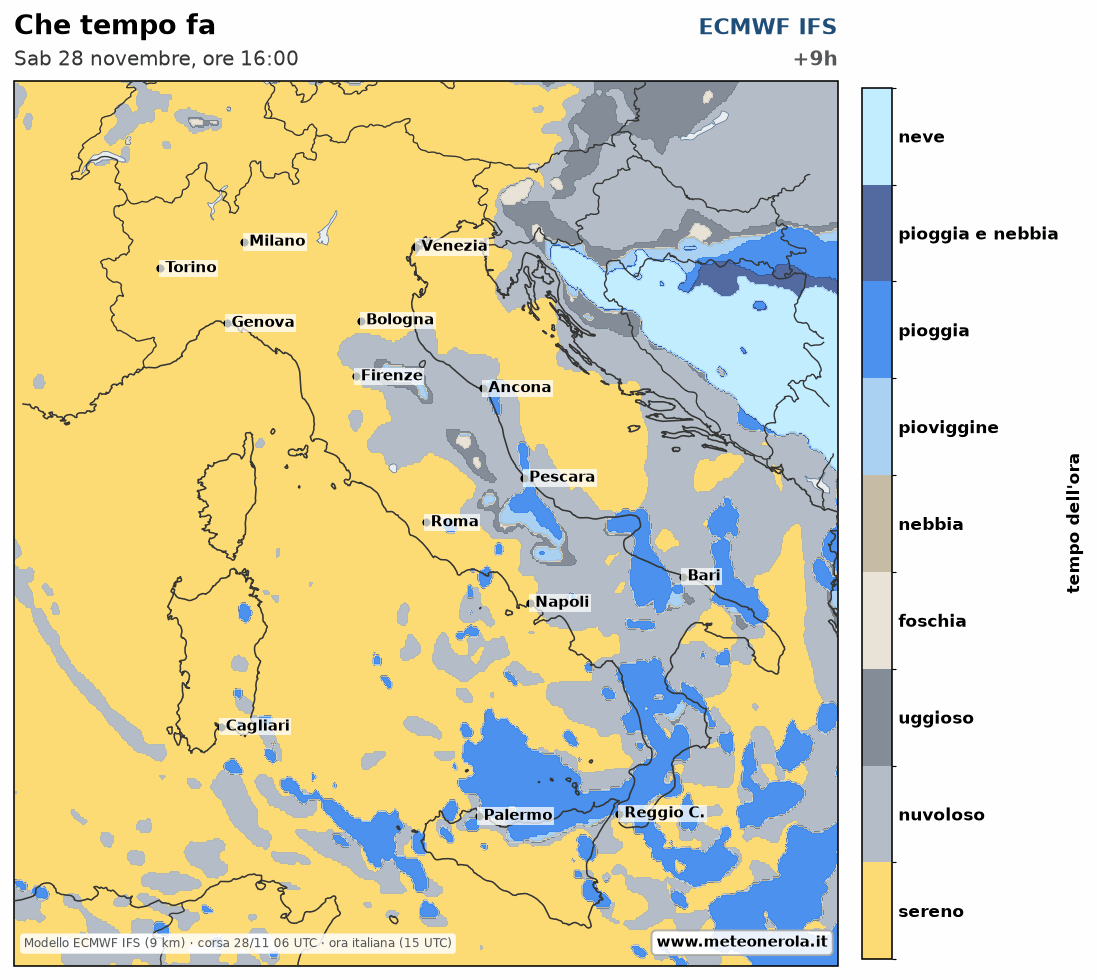 Che tempo fa
ECMWF IFS
Sab 28 novembre, ore 16:00
+9h
neve
pioggia e nebbia
pioggia
pioviggine
nebbia
foschia
uggioso
nuvoloso
sereno
tempo dell'ora
Milano
Venezia
Torino
Genova
Bologna
Firenze
Ancona
Pescara
Roma
Bari
Napoli
Cagliari
Palermo
Reggio C.
Modello ECMWF IFS (9 km) · corsa 28/11 06 UTC · ora italiana (15 UTC)
www.meteonerola.it